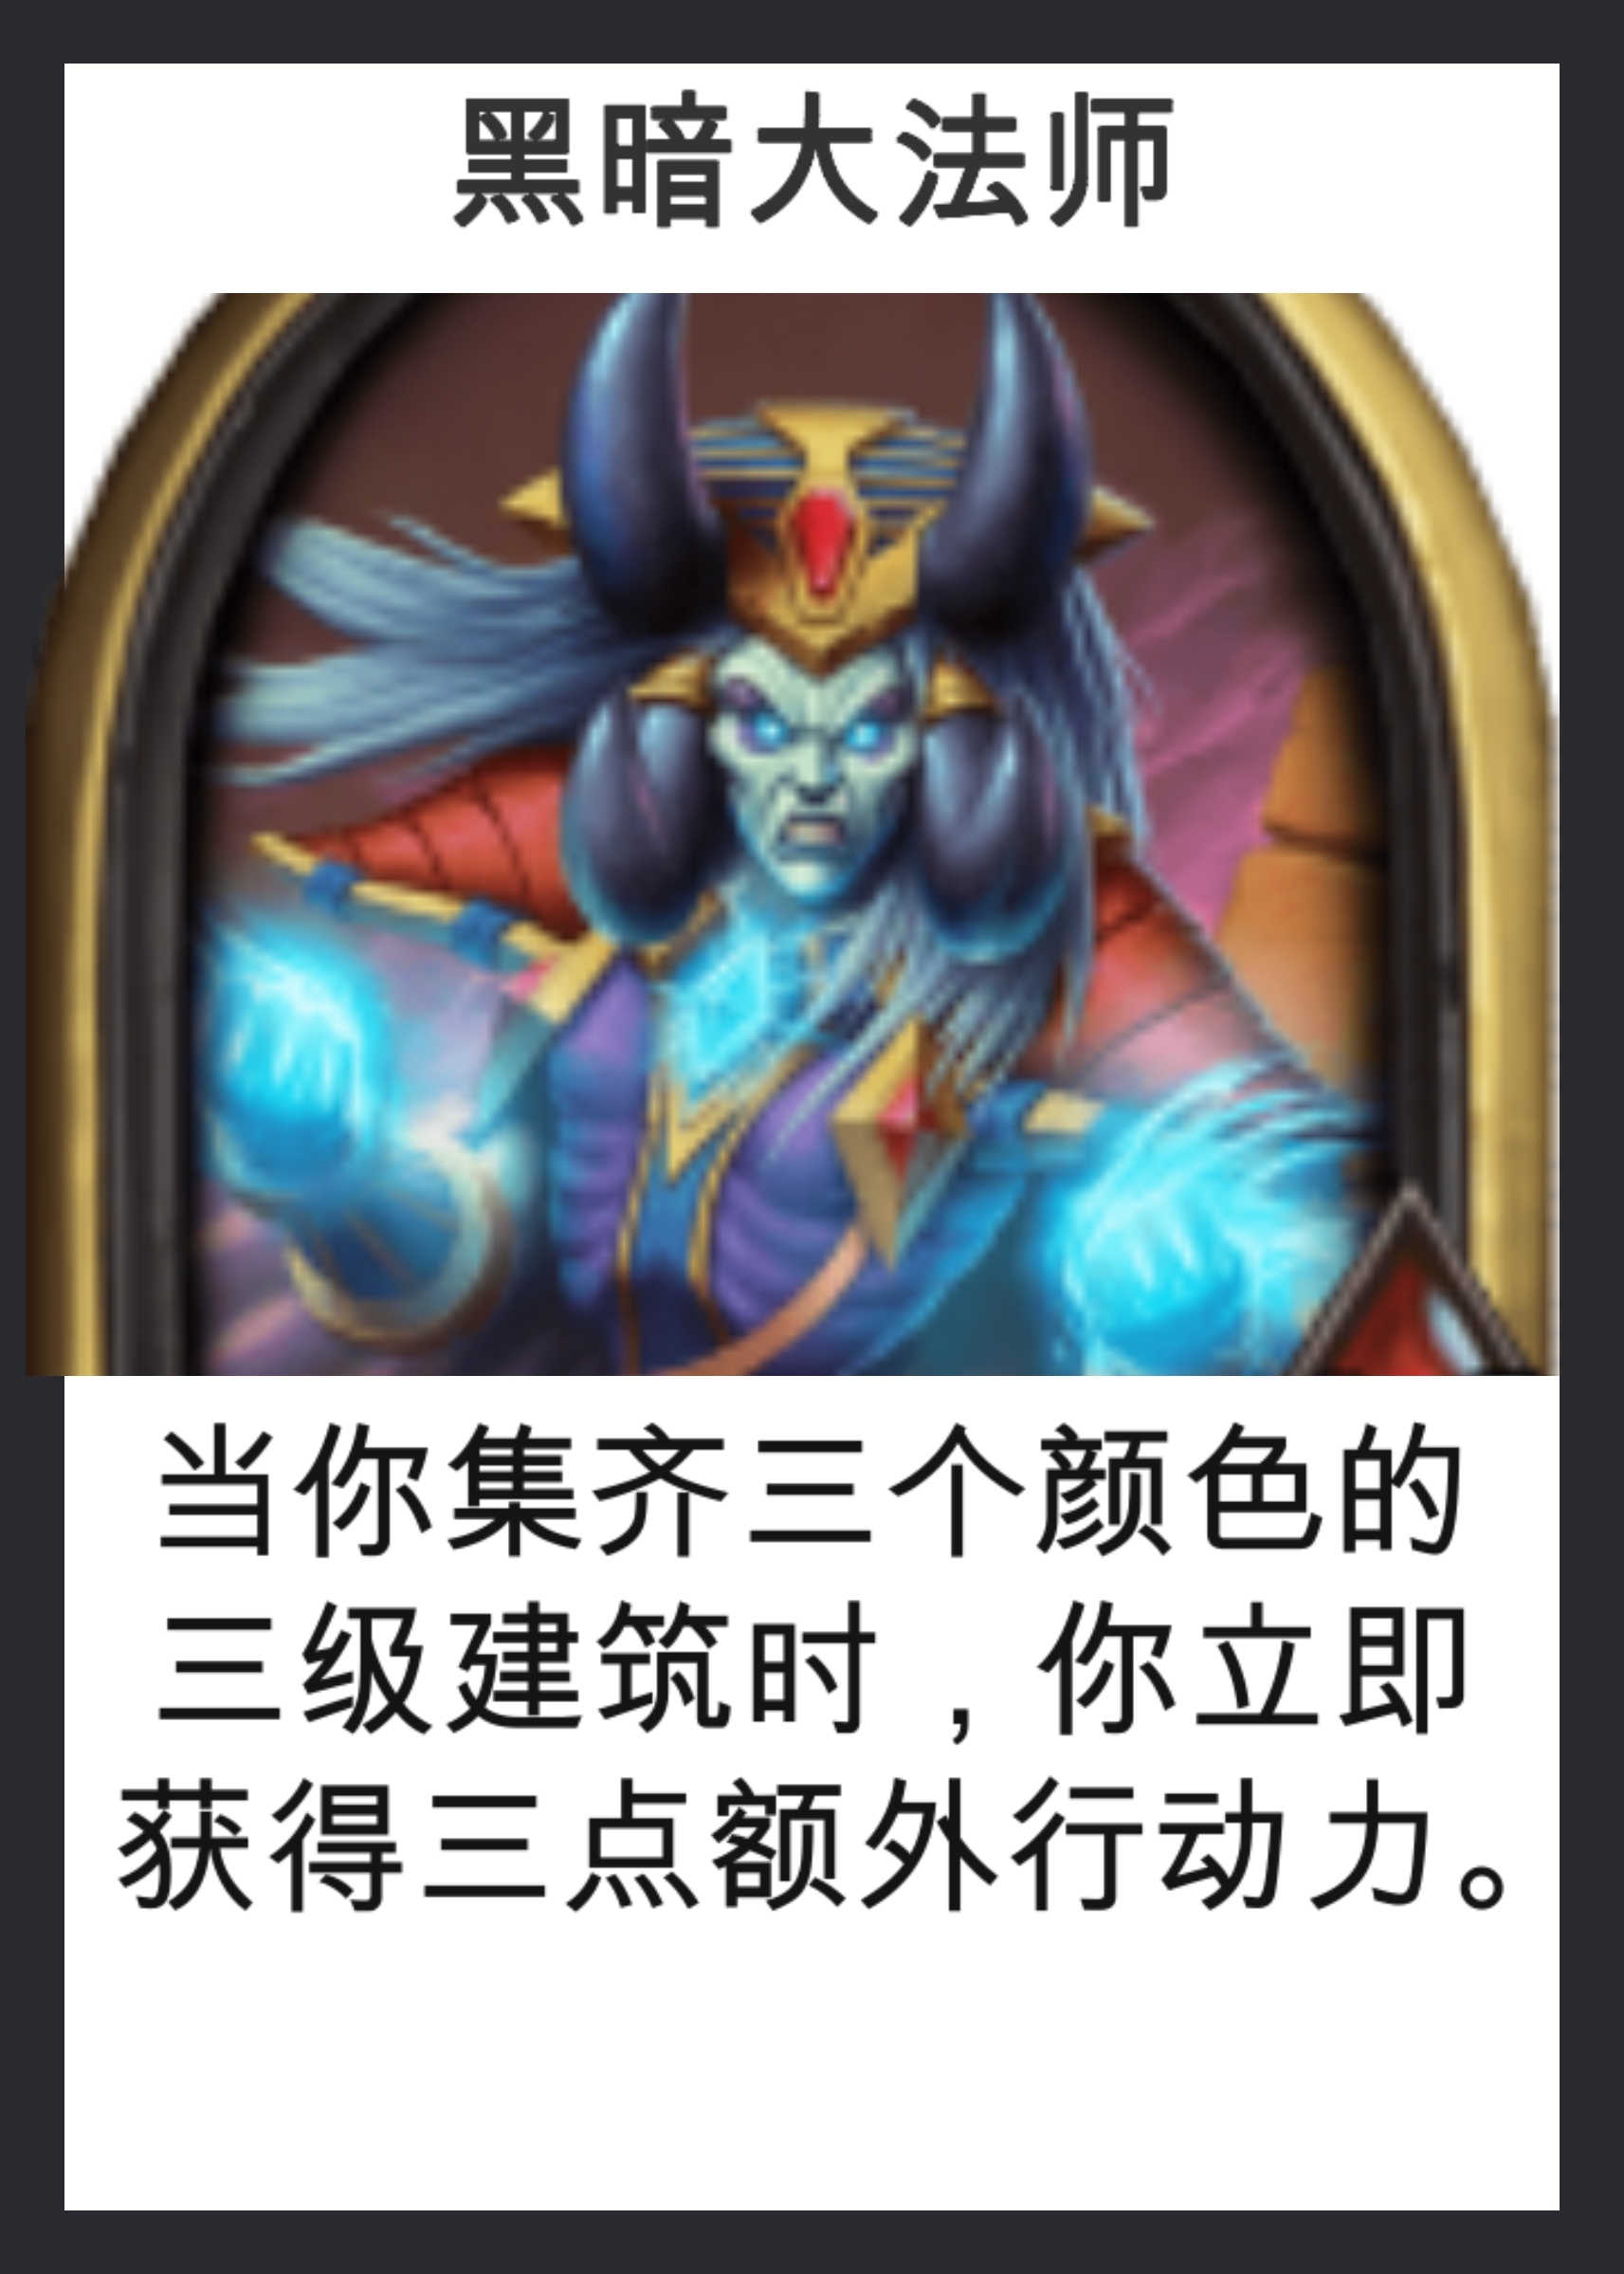 黑暗大法师
当你集齐三个颜色的
三级建筑时，你立即
获得三点额外行动力。